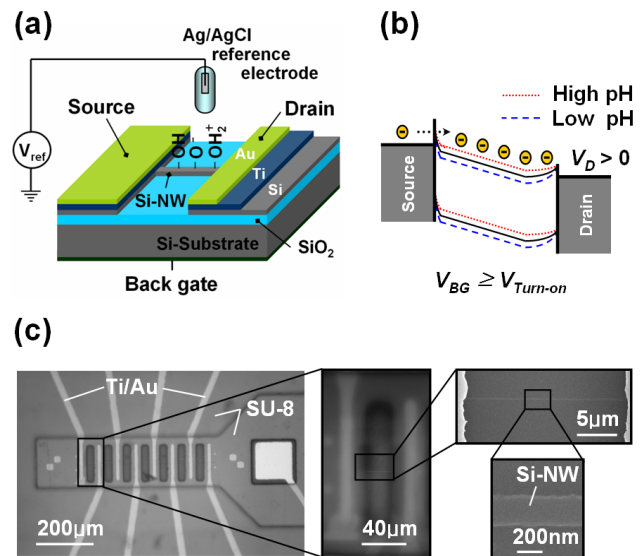 (a)
Ag/AgCl
reference
electrode
Source
Drain
V_ref
OH
O⁻
OH₂⁺
Au
Ti
Si
Si-NW
Si-Substrate
SiO₂
Back gate
(b)
High pH
Low pH
V_D > 0
Source
Drain
V_BG ≥ V_Turn-on
(c)
Ti/Au
SU-8
200μm
40μm
5μm
Si-NW
200nm